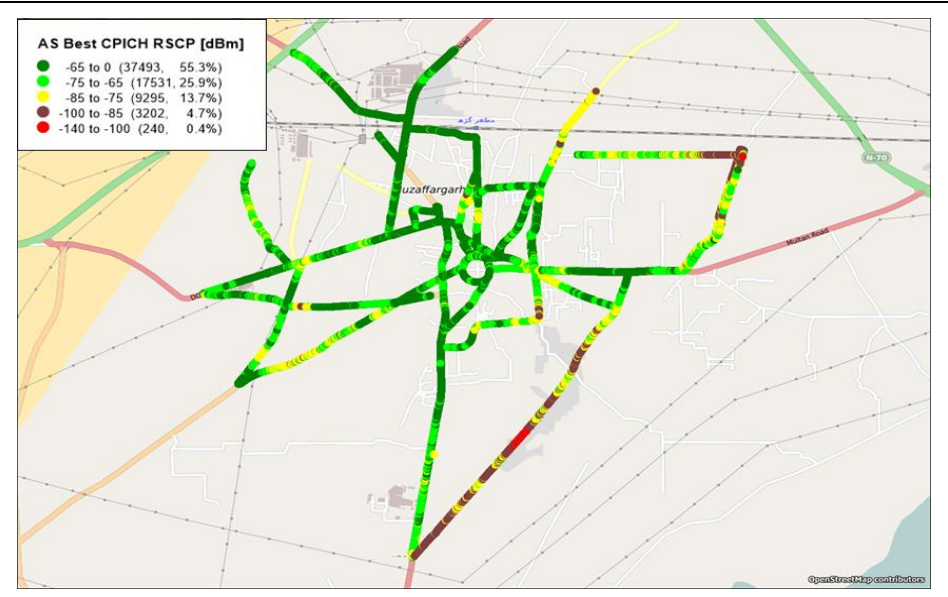 AS Best CPICH RSCP [dBm]
-65 to 0 (37493, 55.3%)
-75 to -65 (17531, 25.9%)
-85 to -75 (9295, 13.7%)
-100 to -85 (3202, 4.7%)
-140 to -100 (240, 0.4%)
oad
مظفر گڑھ
N-70
uzaffargarh
Multan Road
DG
OpenStreetMap contributors